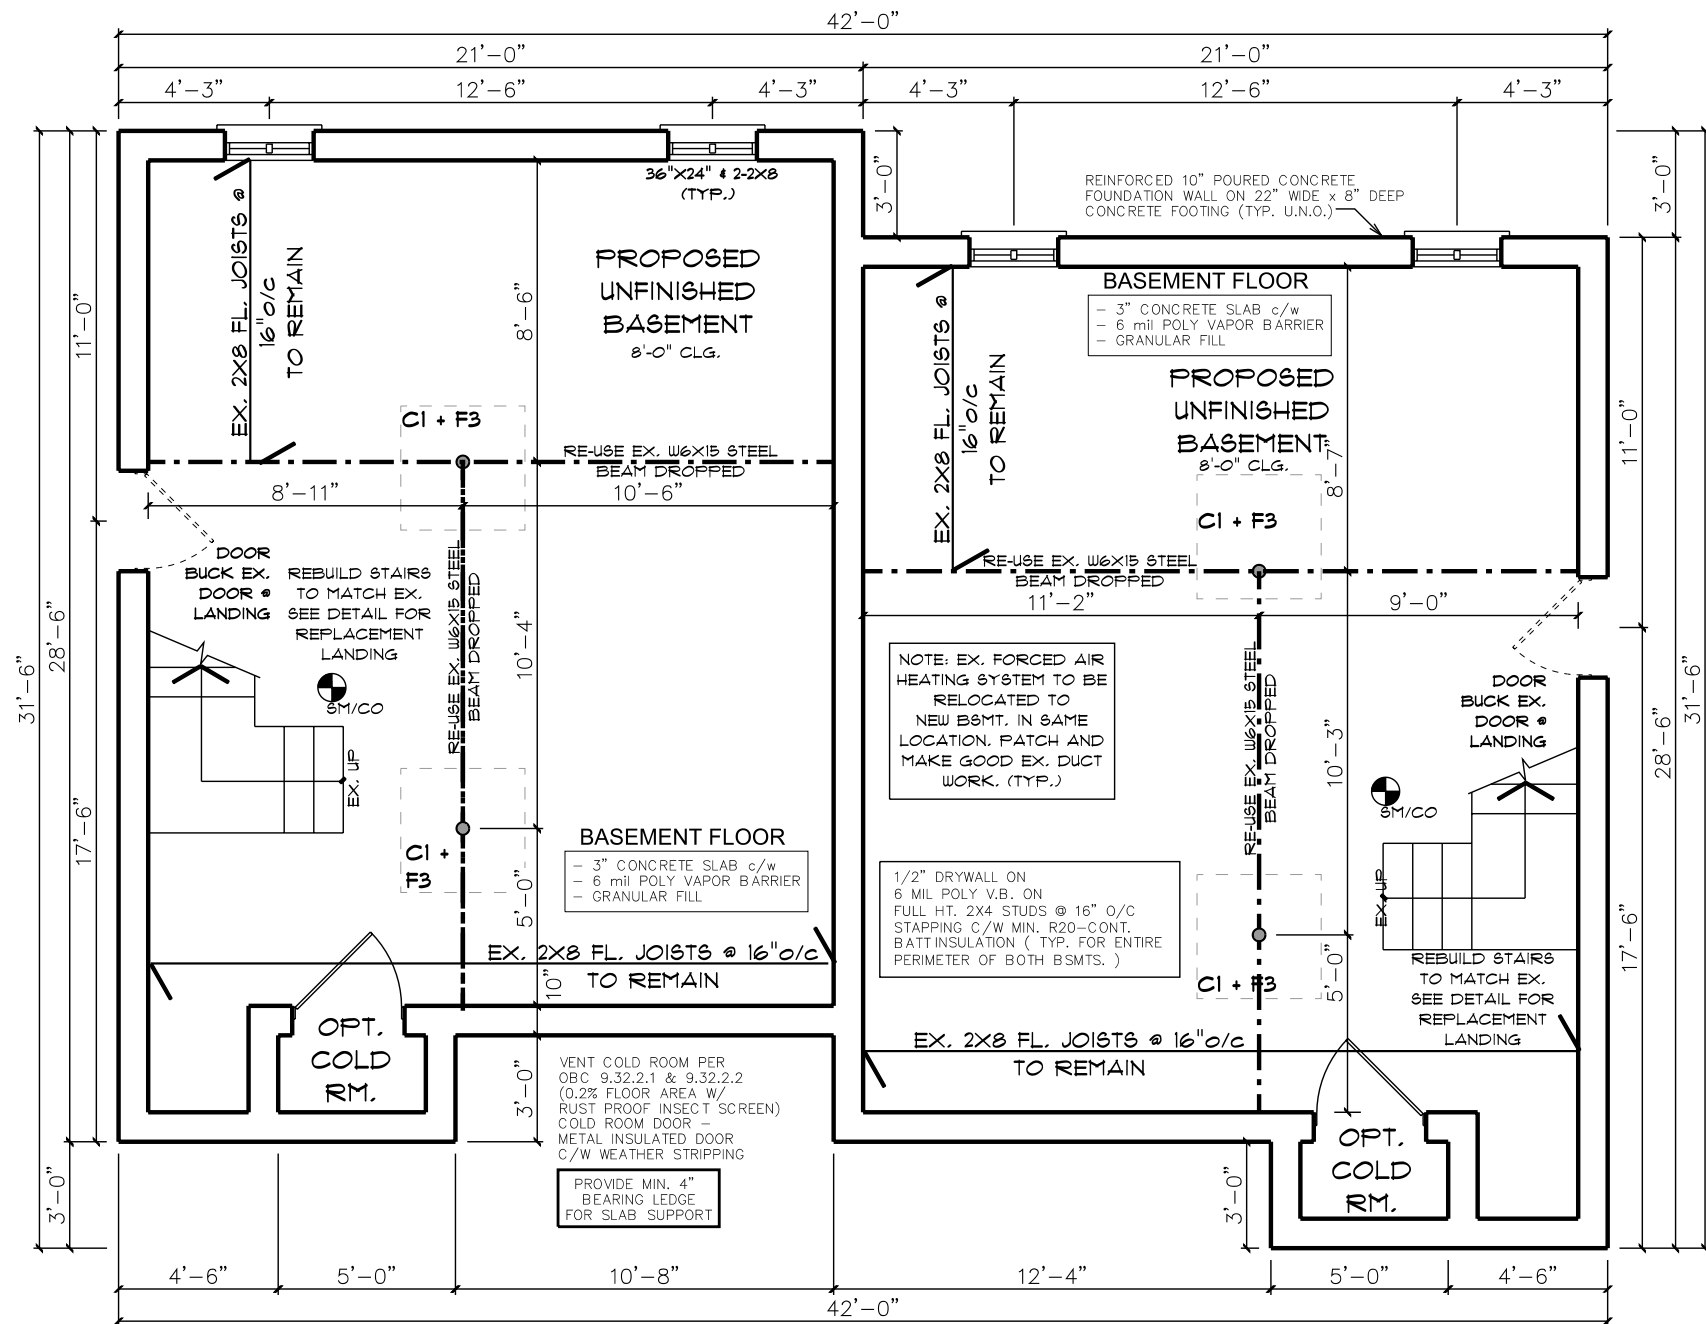 42'-0"
21'-0"
21'-0"
4'-3"
12'-6"
4'-3"
4'-3"
12'-6"
4'-3"
3'-0"
3'-0"
REINFORCED 10" POURED CONCRETE
FOUNDATION WALL ON 22" WIDE x 8" DEEP
CONCRETE FOOTING (TYP. U.N.O.)
36"X24" & 2-2X8
(TYP.)
EX. 2X8 FL. JOISTS @
16"o/c
TO REMAIN
PROPOSED
UNFINISHED
BASEMENT
8'-0" CLG.
8'-6"
11'-0"
BASEMENT FLOOR
- 3" CONCRETE SLAB c/w
- 6 mil POLY VAPOR BARRIER
- GRANULAR FILL
EX. 2X8 FL. JOISTS @
16"o/c
TO REMAIN
PROPOSED
UNFINISHED
BASEMENT
8'-0" CLG.
8'-7"
11'-0"
C1 + F3
RE-USE EX. W6X15 STEEL
BEAM DROPPED
8'-11"
10'-6"
C1 + F3
RE-USE EX. W6X15 STEEL
BEAM DROPPED
11'-2"
9'-0"
DOOR
BUCK EX.
DOOR @
LANDING
REBUILD STAIRS
TO MATCH EX.
SEE DETAIL FOR
REPLACEMENT
LANDING
SM/CO
EX. UP
RE-USE EX. W6X15 STEEL
BEAM DROPPED
10'-4"
31'-6"
28'-6"
17'-6"
NOTE: EX. FORCED AIR
HEATING SYSTEM TO BE
RELOCATED TO
NEW BSMT. IN SAME
LOCATION. PATCH AND
MAKE GOOD EX. DUCT
WORK. (TYP.)
RE-USE EX. W6X15 STEEL
BEAM DROPPED
10'-3"
DOOR
BUCK EX.
DOOR @
LANDING
SM/CO
EX. UP
28'-6"
31'-6"
17'-6"
C1 +
F3
BASEMENT FLOOR
- 3" CONCRETE SLAB c/w
- 6 mil POLY VAPOR BARRIER
- GRANULAR FILL
5'-0"
1/2" DRYWALL ON
6 MIL POLY V.B. ON
FULL HT. 2X4 STUDS @ 16" O/C
STAPPING C/W MIN. R20-CONT.
BATT INSULATION ( TYP. FOR ENTIRE
PERIMETER OF BOTH BSMTS. )
C1 + F3
5'-0"
REBUILD STAIRS
TO MATCH EX.
SEE DETAIL FOR
REPLACEMENT
LANDING
EX. 2X8 FL. JOISTS @ 16"o/c
TO REMAIN
10"
EX. 2X8 FL. JOISTS @ 16"o/c
TO REMAIN
OPT.
COLD
RM.
3'-0"
VENT COLD ROOM PER
OBC 9.32.2.1 & 9.32.2.2
(0.2% FLOOR AREA W/
RUST PROOF INSECT SCREEN)
COLD ROOM DOOR -
METAL INSULATED DOOR
C/W WEATHER STRIPPING
PROVIDE MIN. 4"
BEARING LEDGE
FOR SLAB SUPPORT
OPT.
COLD
RM.
3'-0"
3'-0"
4'-6"
5'-0"
10'-8"
12'-4"
5'-0"
4'-6"
42'-0"